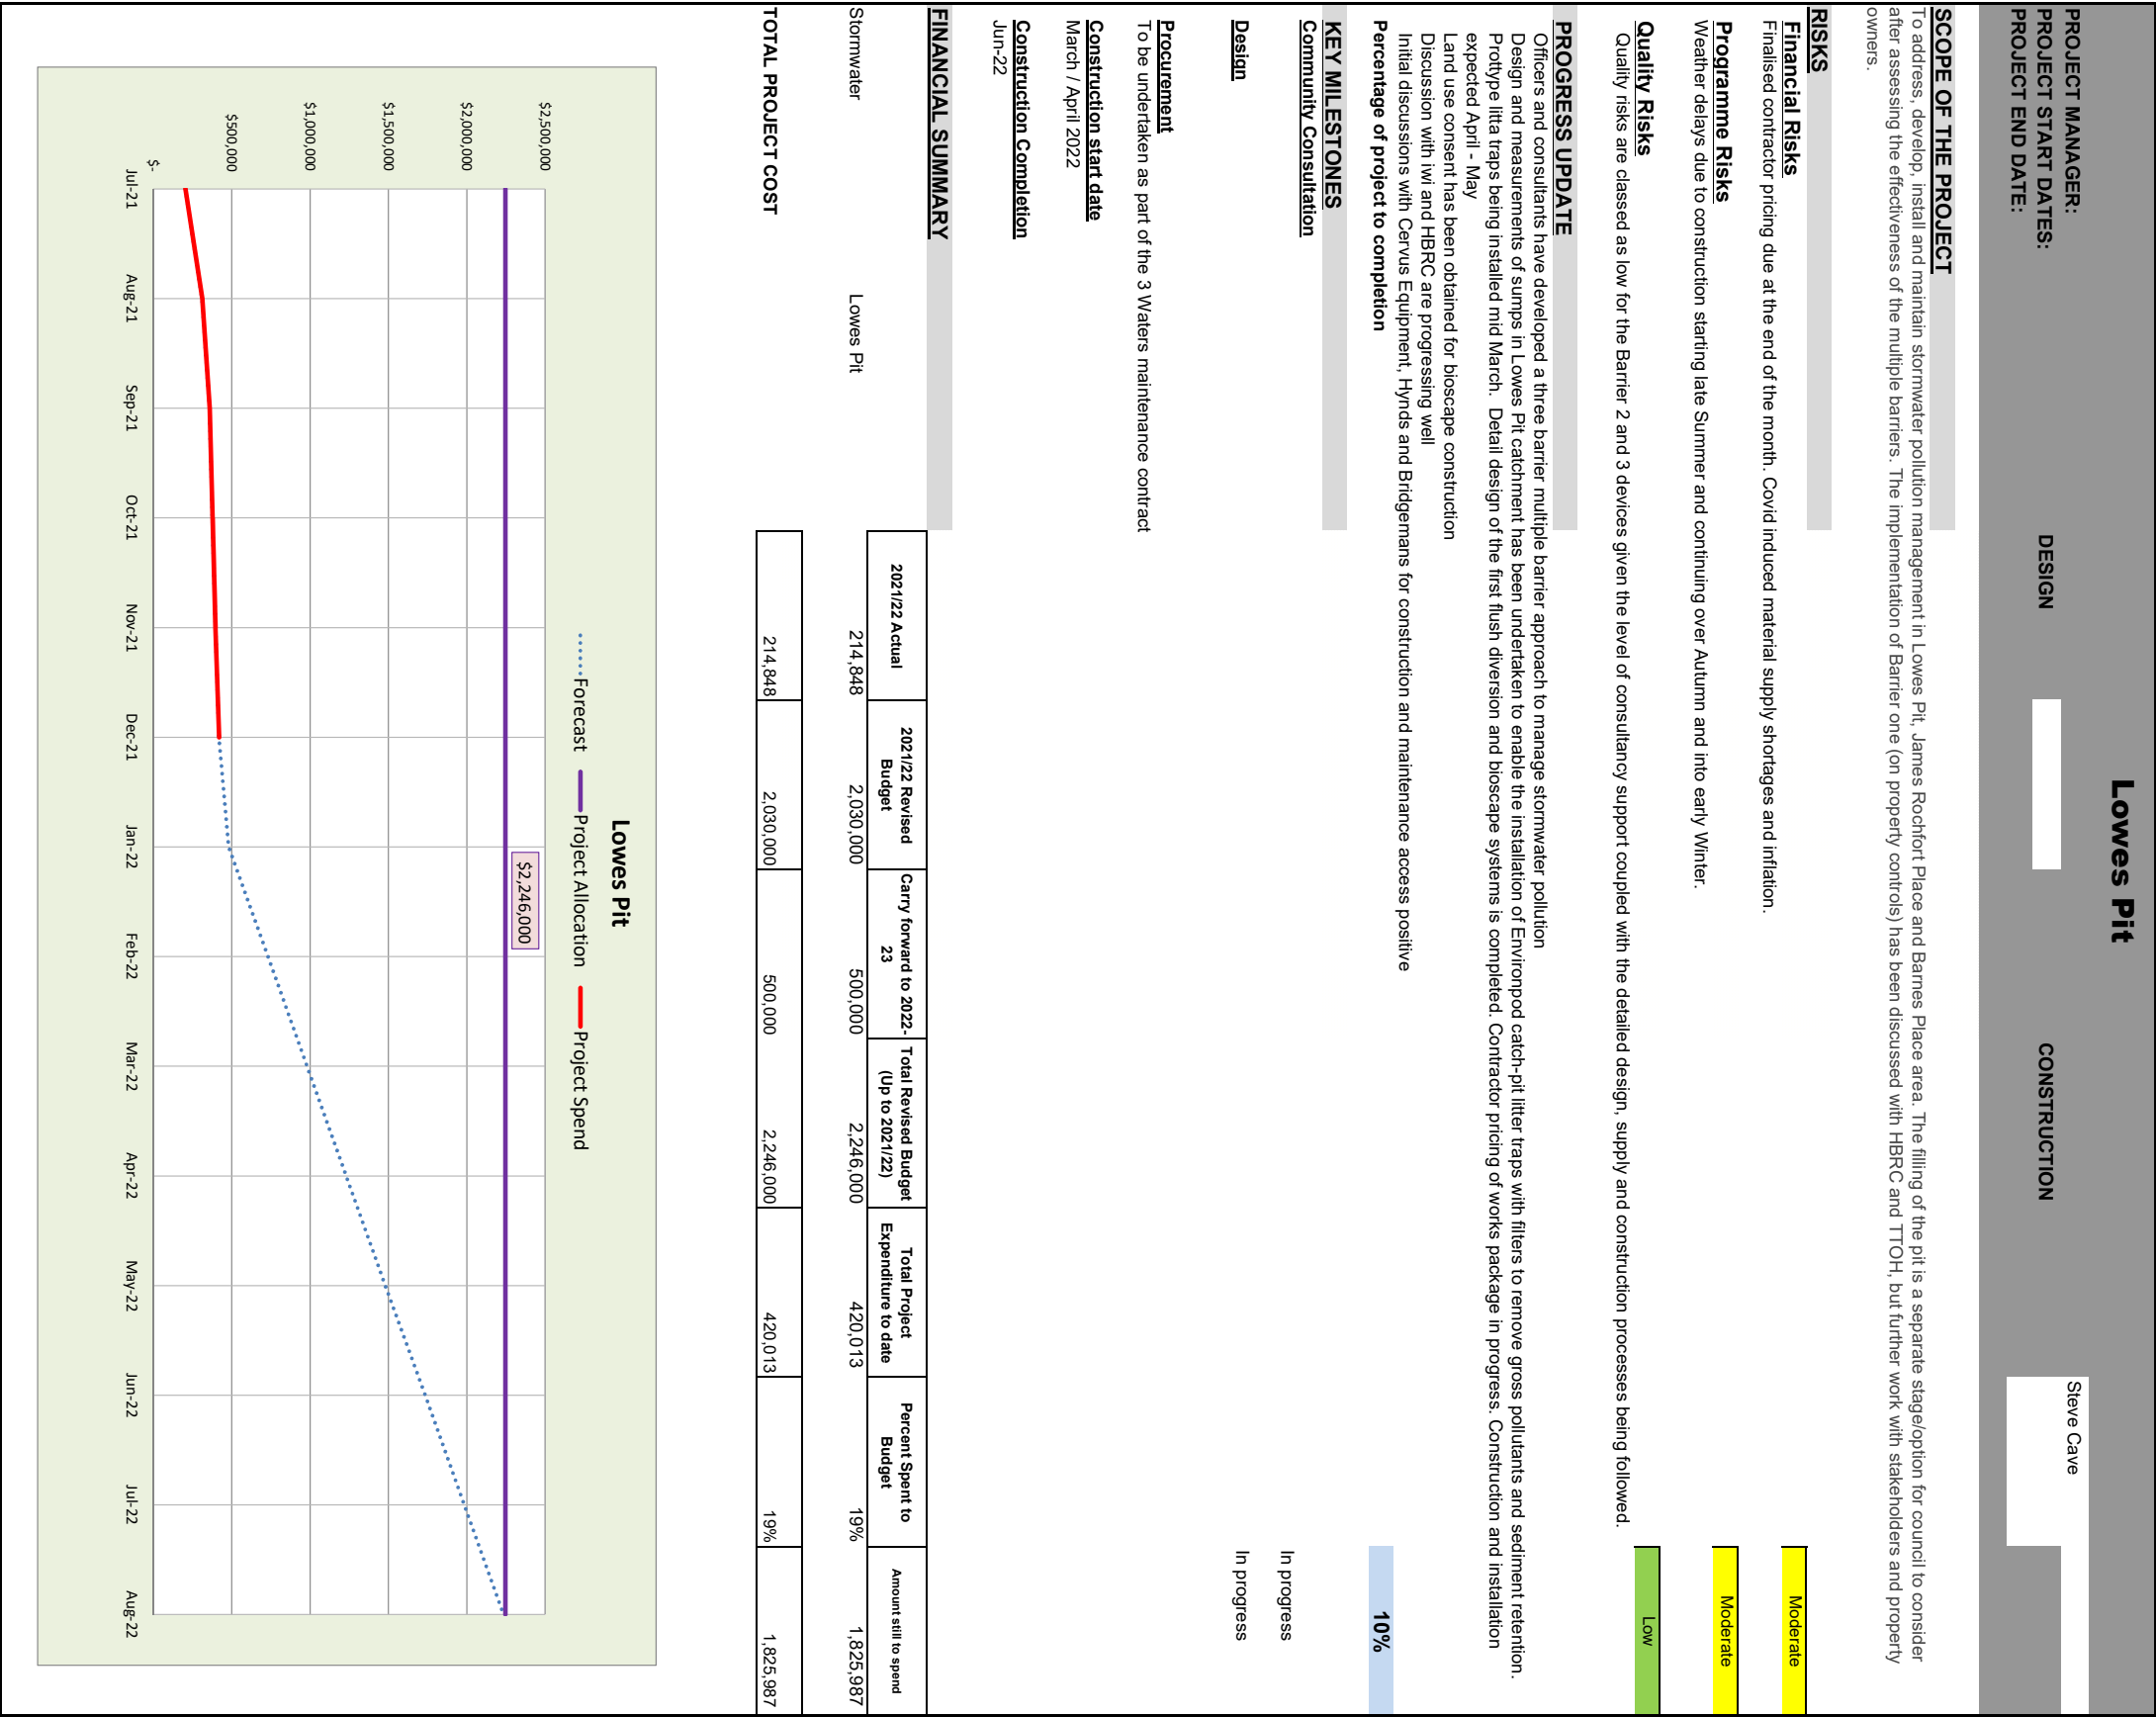 Lowes Pit
PROJECT MANAGER: Steve Cave
PROJECT START DATES: DESIGN CONSTRUCTION
PROJECT END DATE:
SCOPE OF THE PROJECT
To address, develop, install and maintain stormwater pollution management in Lowes Pit, James Rochfort Place and Barnes Place area. The filling of the pit is a separate stage/option for council to consider
after assessing the effectiveness of the multiple barriers. The implementation of Barrier one (on property controls) has been discussed with HBRC and TTOH, but further work with stakeholders and property
owners.
RISKS
Financial Risks Moderate
Finalised contractor pricing due at the end of the month. Covid induced material supply shortages and inflation.
Programme Risks Moderate
Weather delays due to construction starting late Summer and continuing over Autumn and into early Winter.
Quality Risks Low
Quality risks are classed as low for the Barrier 2 and 3 devices given the level of consultancy support coupled with the detailed design, supply and construction processes being followed.
PROGRESS UPDATE
Officers and consultants have developed a three barrier multiple barrier approach to manage stormwater pollution
Design and measurements of sumps in Lowes Pit catchment has been undertaken to enable the installation of Environpod catch-pit litter traps with filters to remove gross pollutants and sediment retention.
Prottype litta traps being installed mid March. Detail design of the first flush diversion and bioscape systems is completed. Contractor pricing of works package in progress. Construction and installation
expected April - May
Land use consent has been obtained for bioscape construction
Discussion with iwi and HBRC are progressing well
Initial discussions with Cervus Equipment, Hynds and Bridgemans for construction and maintenance access positive
Percentage of project to completion 10%
KEY MILESTONES
Community Consultation In progress
Design In progress
Procurement
To be undertaken as part of the 3 Waters maintenance contract
Construction start date
March / April 2022
Construction Completion
Jun-22
FINANCIAL SUMMARY
2021/22 Actual
2021/22 Revised
Budget
Carry forward to 2022-
23
Total Revised Budget
(Up to 2021/22)
Total Project
Expenditure to date
Percent Spent to
Budget
Amount still to spend
Stormwater Lowes Pit 214,848 2,030,000 500,000 2,246,000 420,013 19% 1,825,987
TOTAL PROJECT COST 214,848 2,030,000 500,000 2,246,000 420,013 19% 1,825,987
Lowes Pit
Forecast Project Allocation Project Spend
$2,246,000
$2,500,000
$2,000,000
$1,500,000
$1,000,000
$500,000
$-
Jul-21 Aug-21 Sep-21 Oct-21 Nov-21 Dec-21 Jan-22 Feb-22 Mar-22 Apr-22 May-22 Jun-22 Jul-22 Aug-22